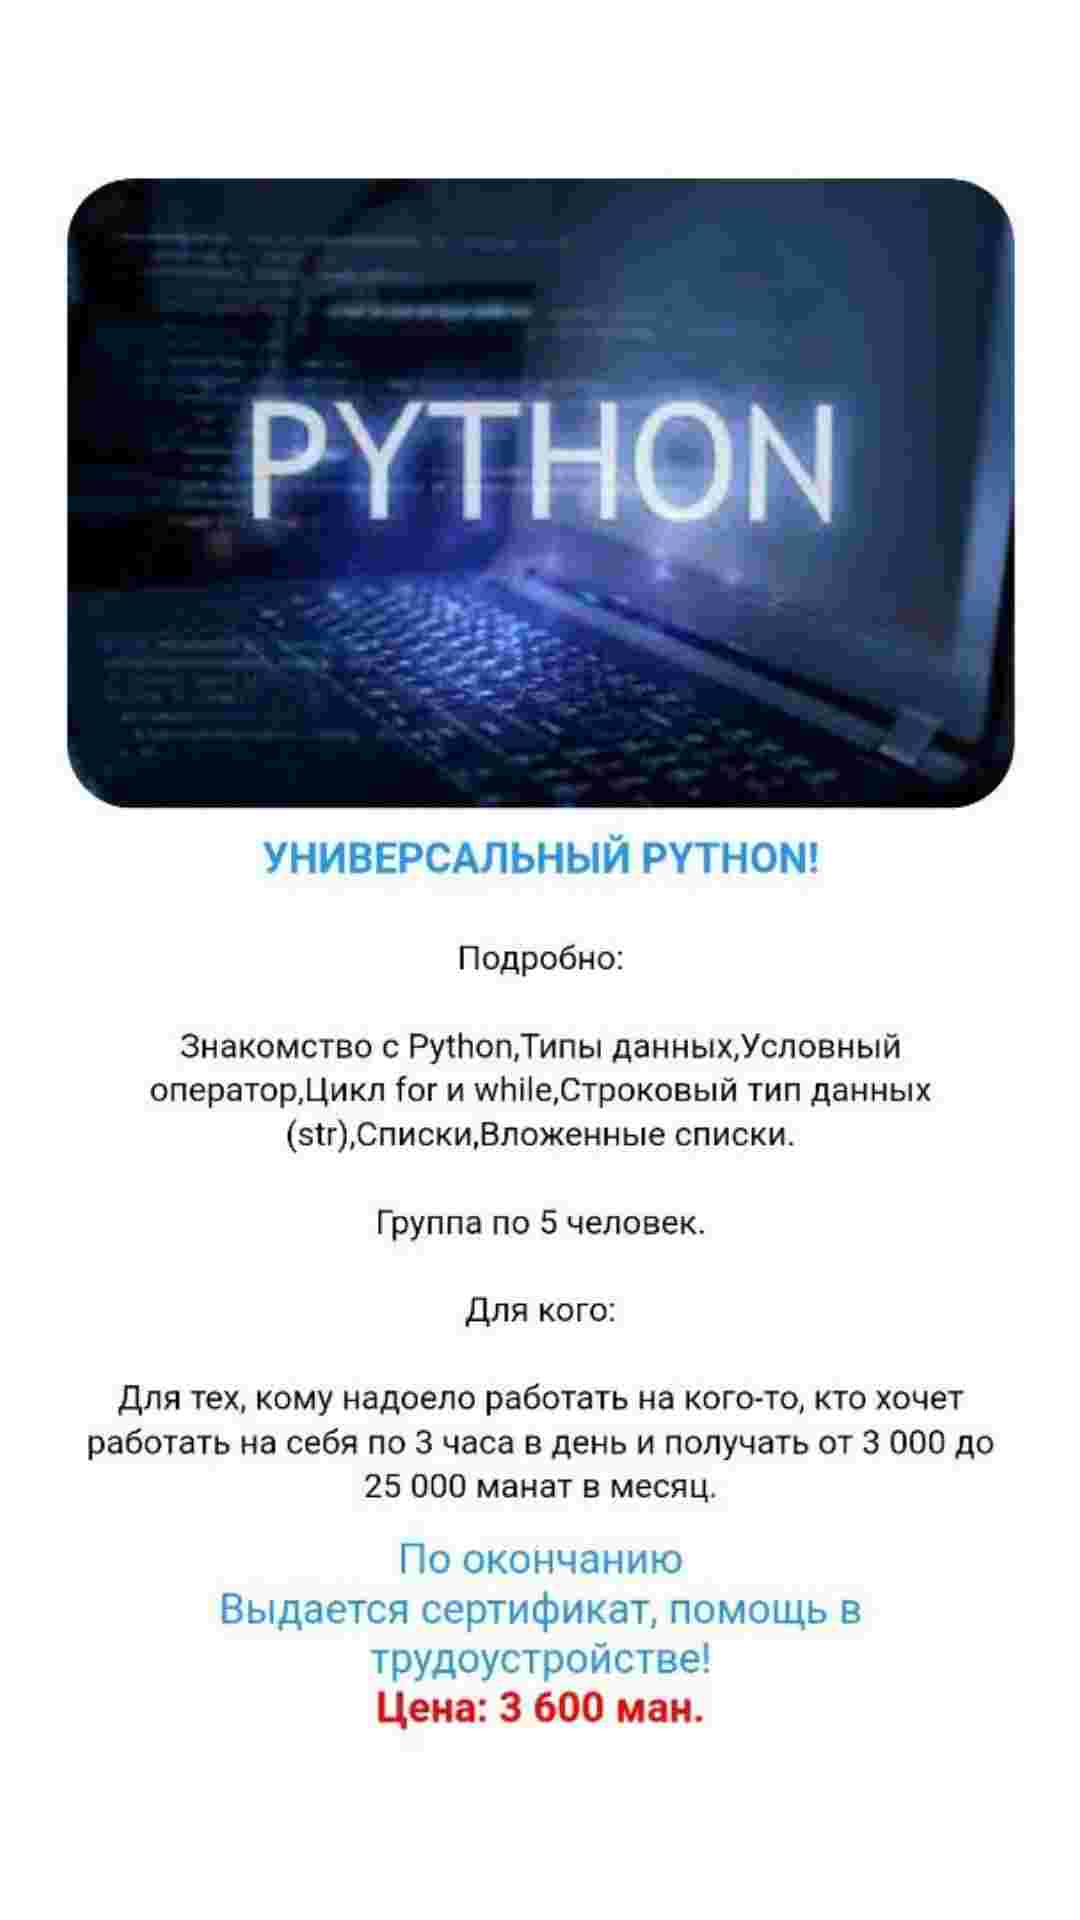 PYTHON
УНИВЕРСАЛЬНЫЙ PYTHON!
Подробно:
Знакомство с Python,Типы данных,Условный
оператор,Цикл for и while,Строковый тип данных
(str),Списки,Вложенные списки.
Группа по 5 человек.
Для кого:
Для тех, кому надоело работать на кого-то, кто хочет
работать на себя по 3 часа в день и получать от 3 000 до
25 000 манат в месяц.
По окончанию
Выдается сертификат, помощь в
трудоустройстве!
Цена: 3 600 ман.